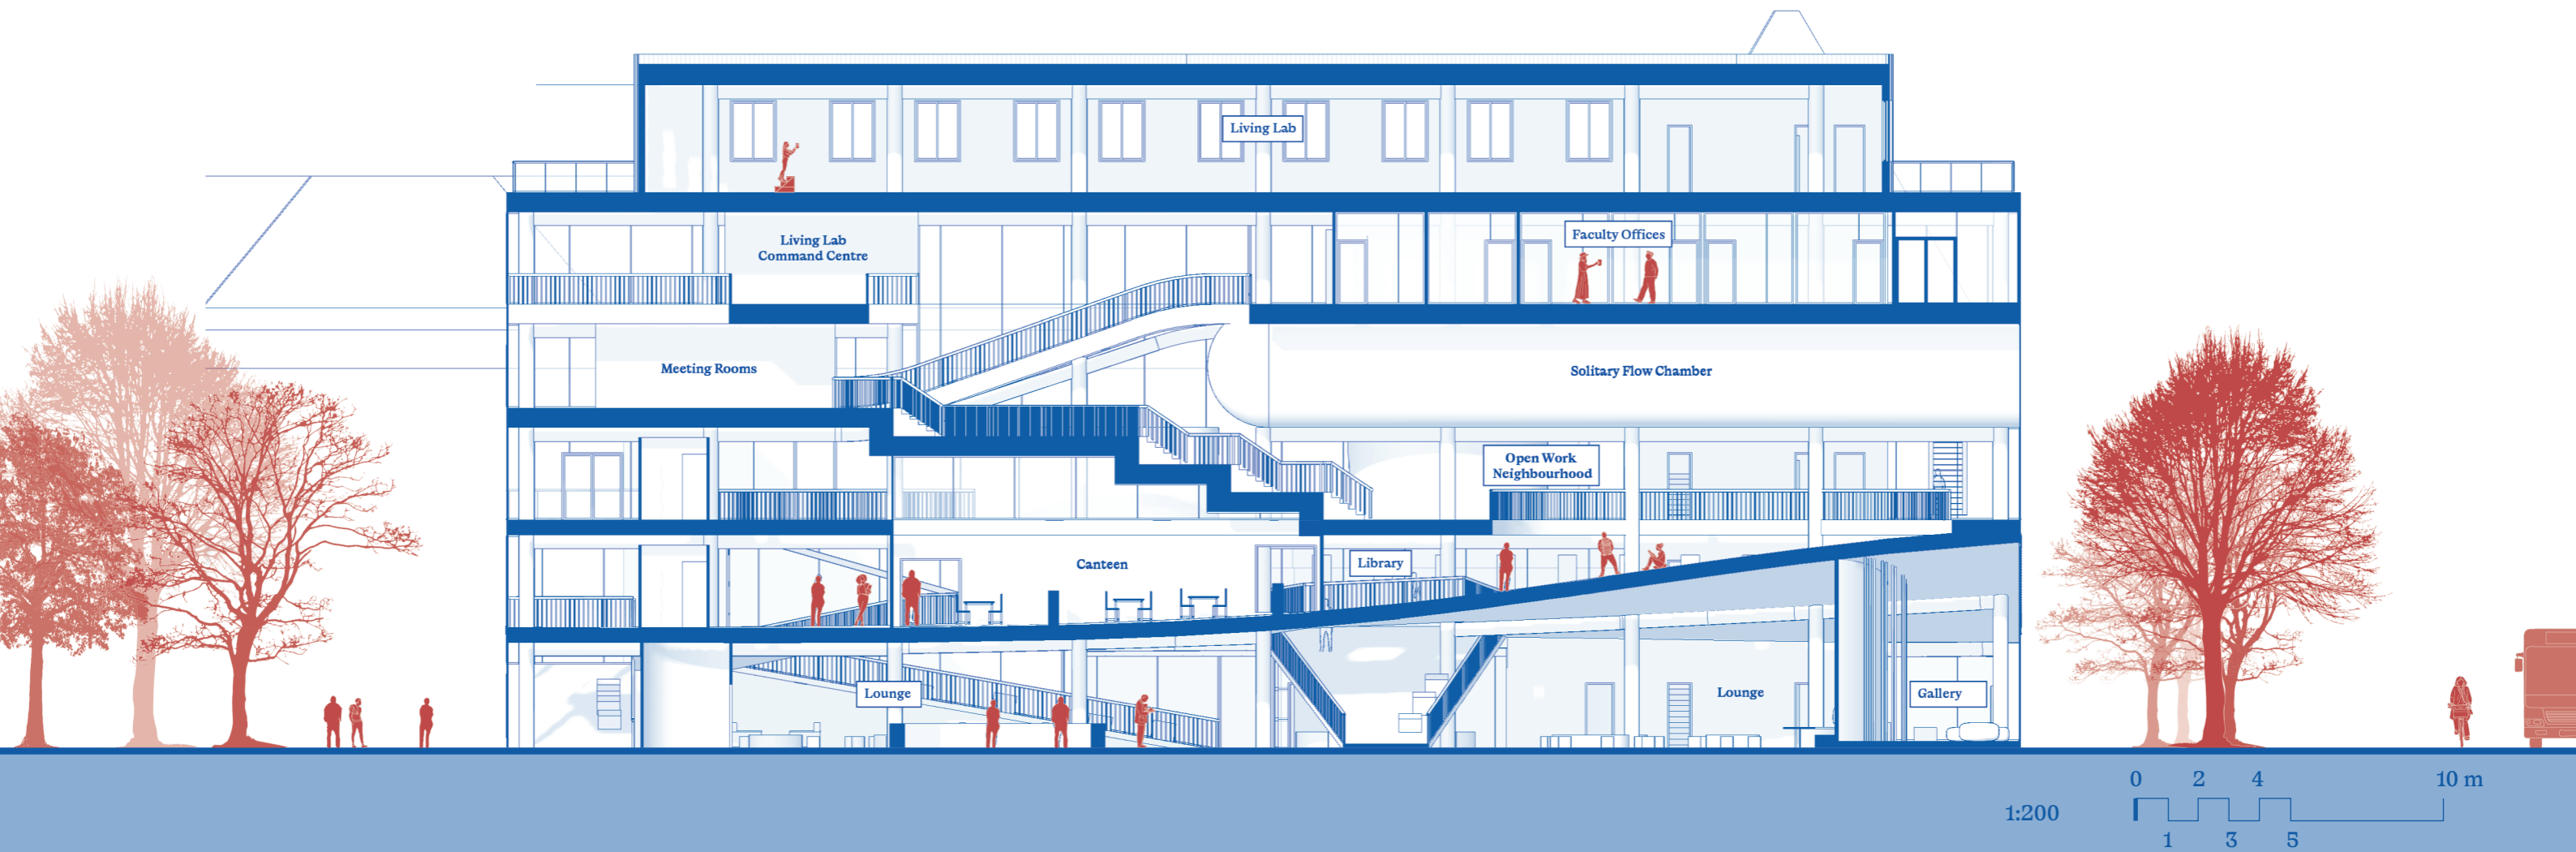 Living Lab
Living Lab
Command Centre
Faculty Offices
Meeting Rooms
Solitary Flow Chamber
Open Work
Neighbourhood
Canteen
Library
Lounge
Lounge
Gallery
0 2 4 10 m
1:200
1 3 5